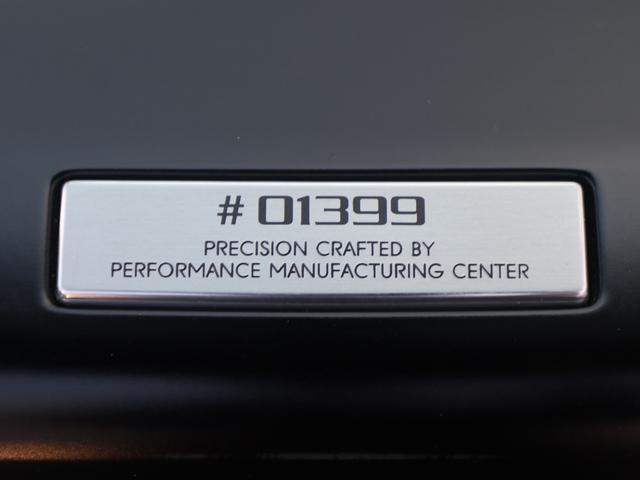 # 01399
PRECISION CRAFTED BY
PERFORMANCE MANUFACTURING CENTER